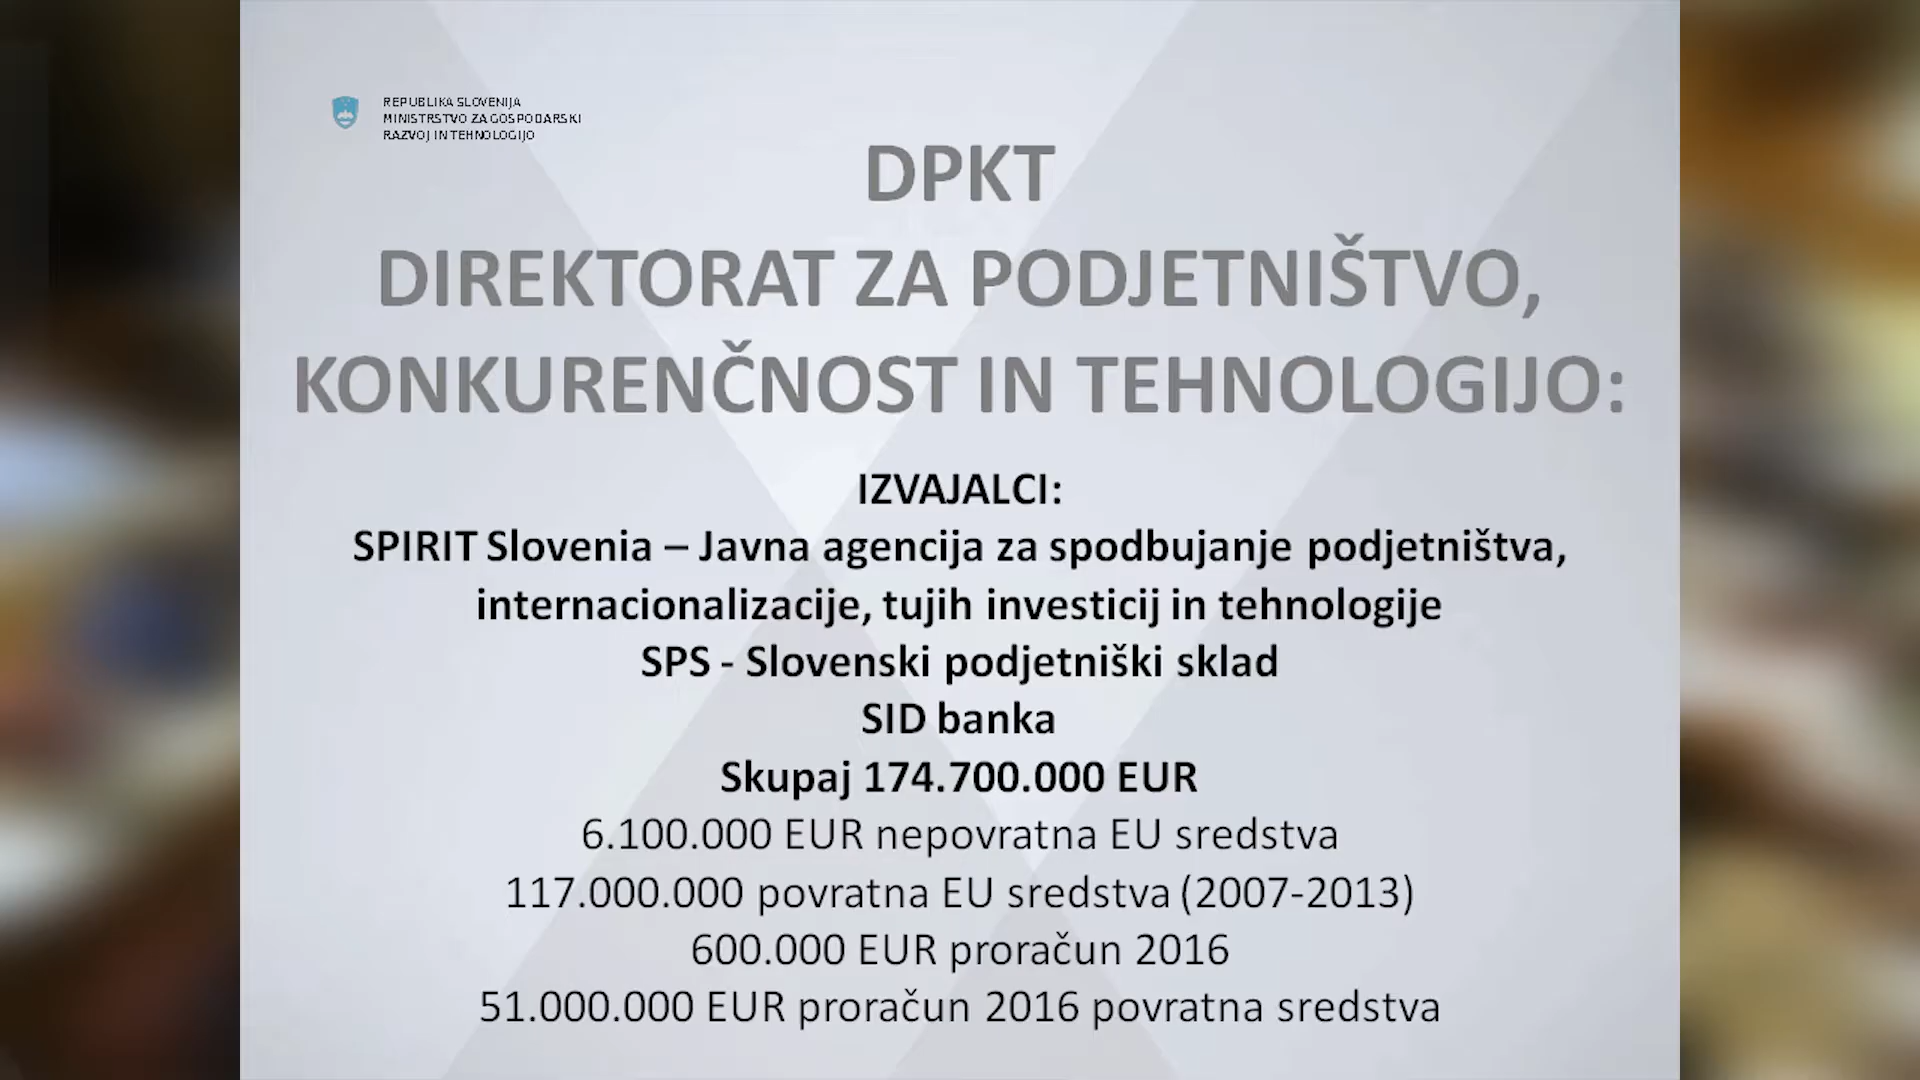 REPUBLIKA SLOVENIJA
MINISTRSTVO ZA GOSPODARSKI
RAZVOJ IN TEHNOLOGIJO
DPKT
DIREKTORAT ZA PODJETNIŠTVO,
KONKURENČNOST IN TEHNOLOGIJO:
IZVAJALCI:
SPIRIT Slovenia – Javna agencija za spodbujanje podjetništva,
internacionalizacije, tujih investicij in tehnologije
SPS - Slovenski podjetniški sklad
SID banka
Skupaj 174.700.000 EUR
6.100.000 EUR nepovratna EU sredstva
117.000.000 povratna EU sredstva (2007-2013)
600.000 EUR proračun 2016
51.000.000 EUR proračun 2016 povratna sredstva